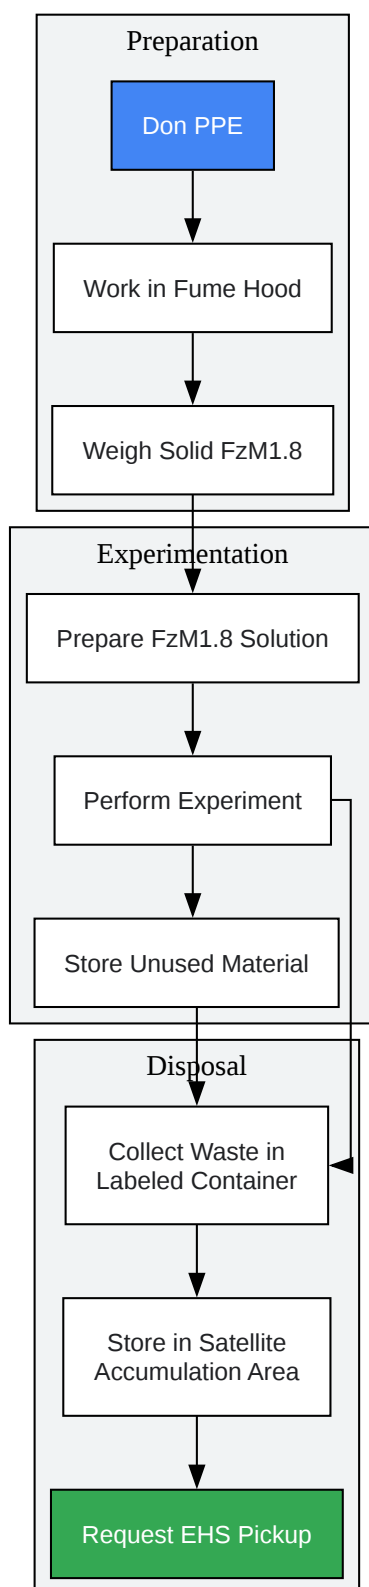 Preparation
Don PPE
Work in Fume Hood
Weigh Solid FzM1.8
Experimentation
Prepare FzM1.8 Solution
Perform Experiment
Store Unused Material
Disposal
Collect Waste in
Labeled Container
Store in Satellite
Accumulation Area
Request EHS Pickup